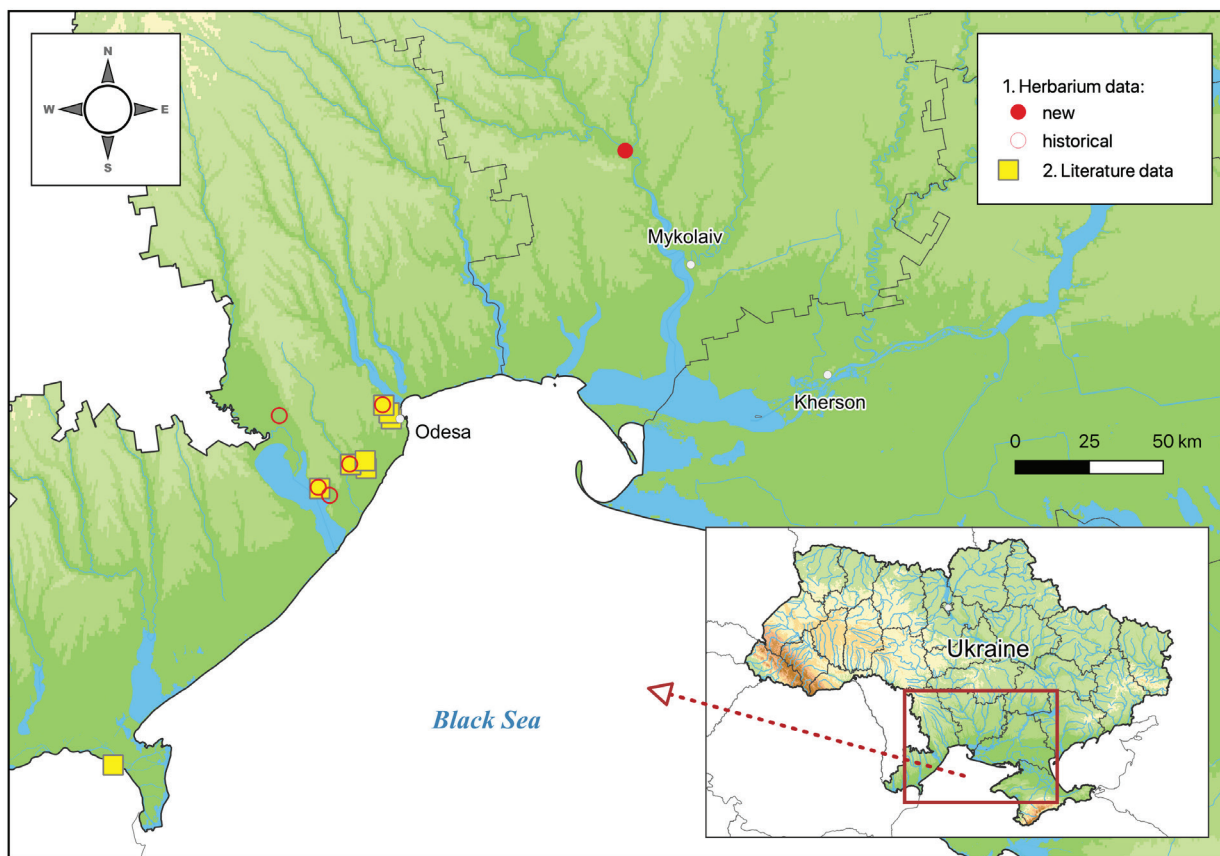 N
W E
S
1. Herbarium data:
new
historical
2. Literature data
Mykolaiv
Kherson
Odesa
0 25 50 km
Ukraine
Black Sea